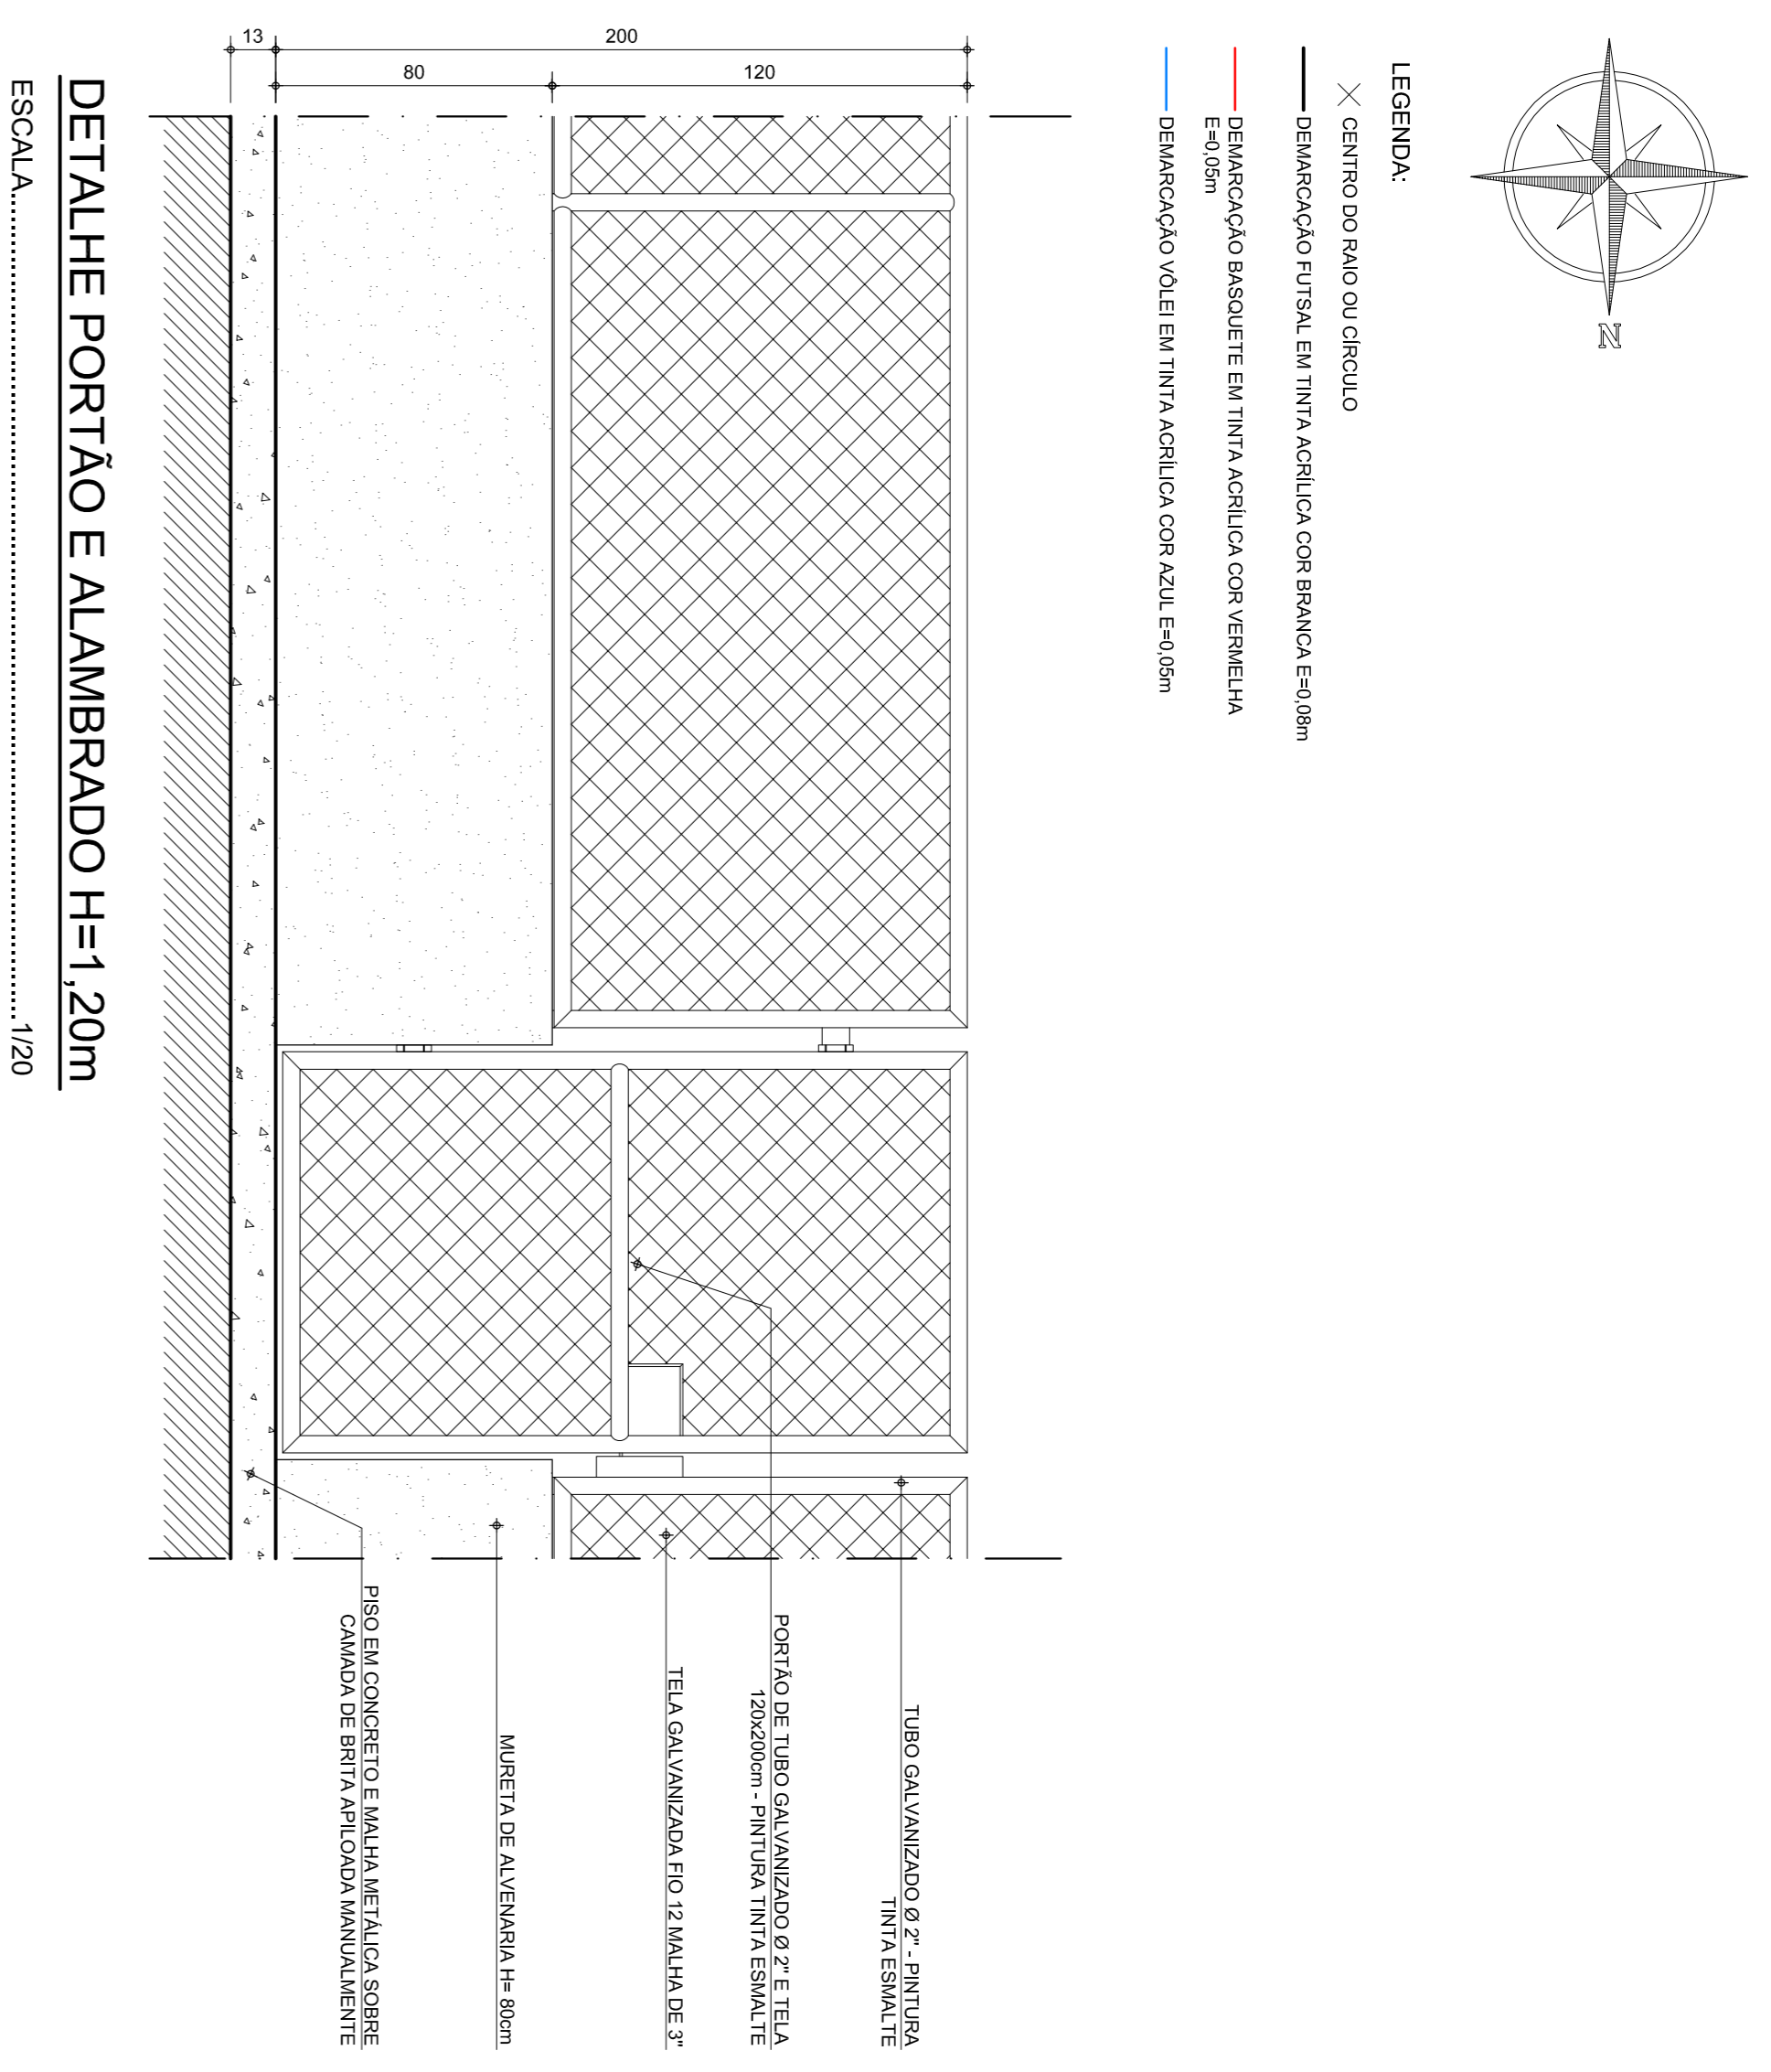 N
LEGENDA:
CENTRO DO RAIO OU CÍRCULO
DEMARCAÇÃO FUTSAL EM TINTA ACRÍLICA COR BRANCA E=0,08m
DEMARCAÇÃO BASQUETE EM TINTA ACRÍLICA COR VERMELHA
E=0,05m
DEMARCAÇÃO VÔLEI EM TINTA ACRÍLICA COR AZUL E=0,05m
200
120
80
13
TUBO GALVANIZADO Ø 2" - PINTURA
TINTA ESMALTE
PORTÃO DE TUBO GALVANIZADO Ø 2" E TELA
120x200cm - PINTURA TINTA ESMALTE
TELA GALVANIZADA FIO 12 MALHA DE 3"
MURETA DE ALVENARIA H= 80cm
PISO EM CONCRETO E MALHA METÁLICA SOBRE
CAMADA DE BRITA APILOADA MANUALMENTE
DETALHE PORTÃO E ALAMBRADO H=1,20m
ESCALA..........................................................1/20